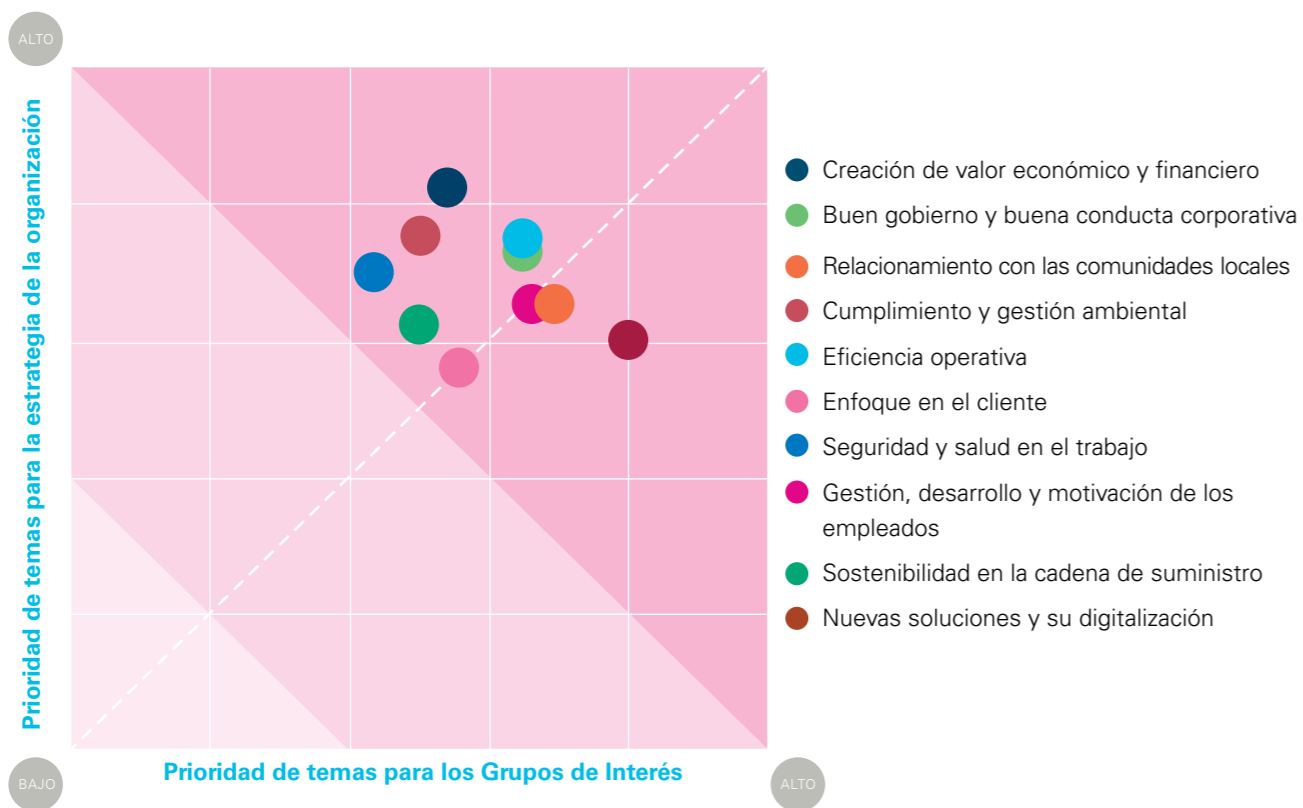 ALTO
Prioridad de temas para la estrategia de la organización
Creación de valor económico y financiero
Buen gobierno y buena conducta corporativa
Relacionamiento con las comunidades locales
Cumplimiento y gestión ambiental
Eficiencia operativa
Enfoque en el cliente
Seguridad y salud en el trabajo
Gestión, desarrollo y motivación de los
empleados
Sostenibilidad en la cadena de suministro
Nuevas soluciones y su digitalización
BAJO
Prioridad de temas para los Grupos de Interés
ALTO